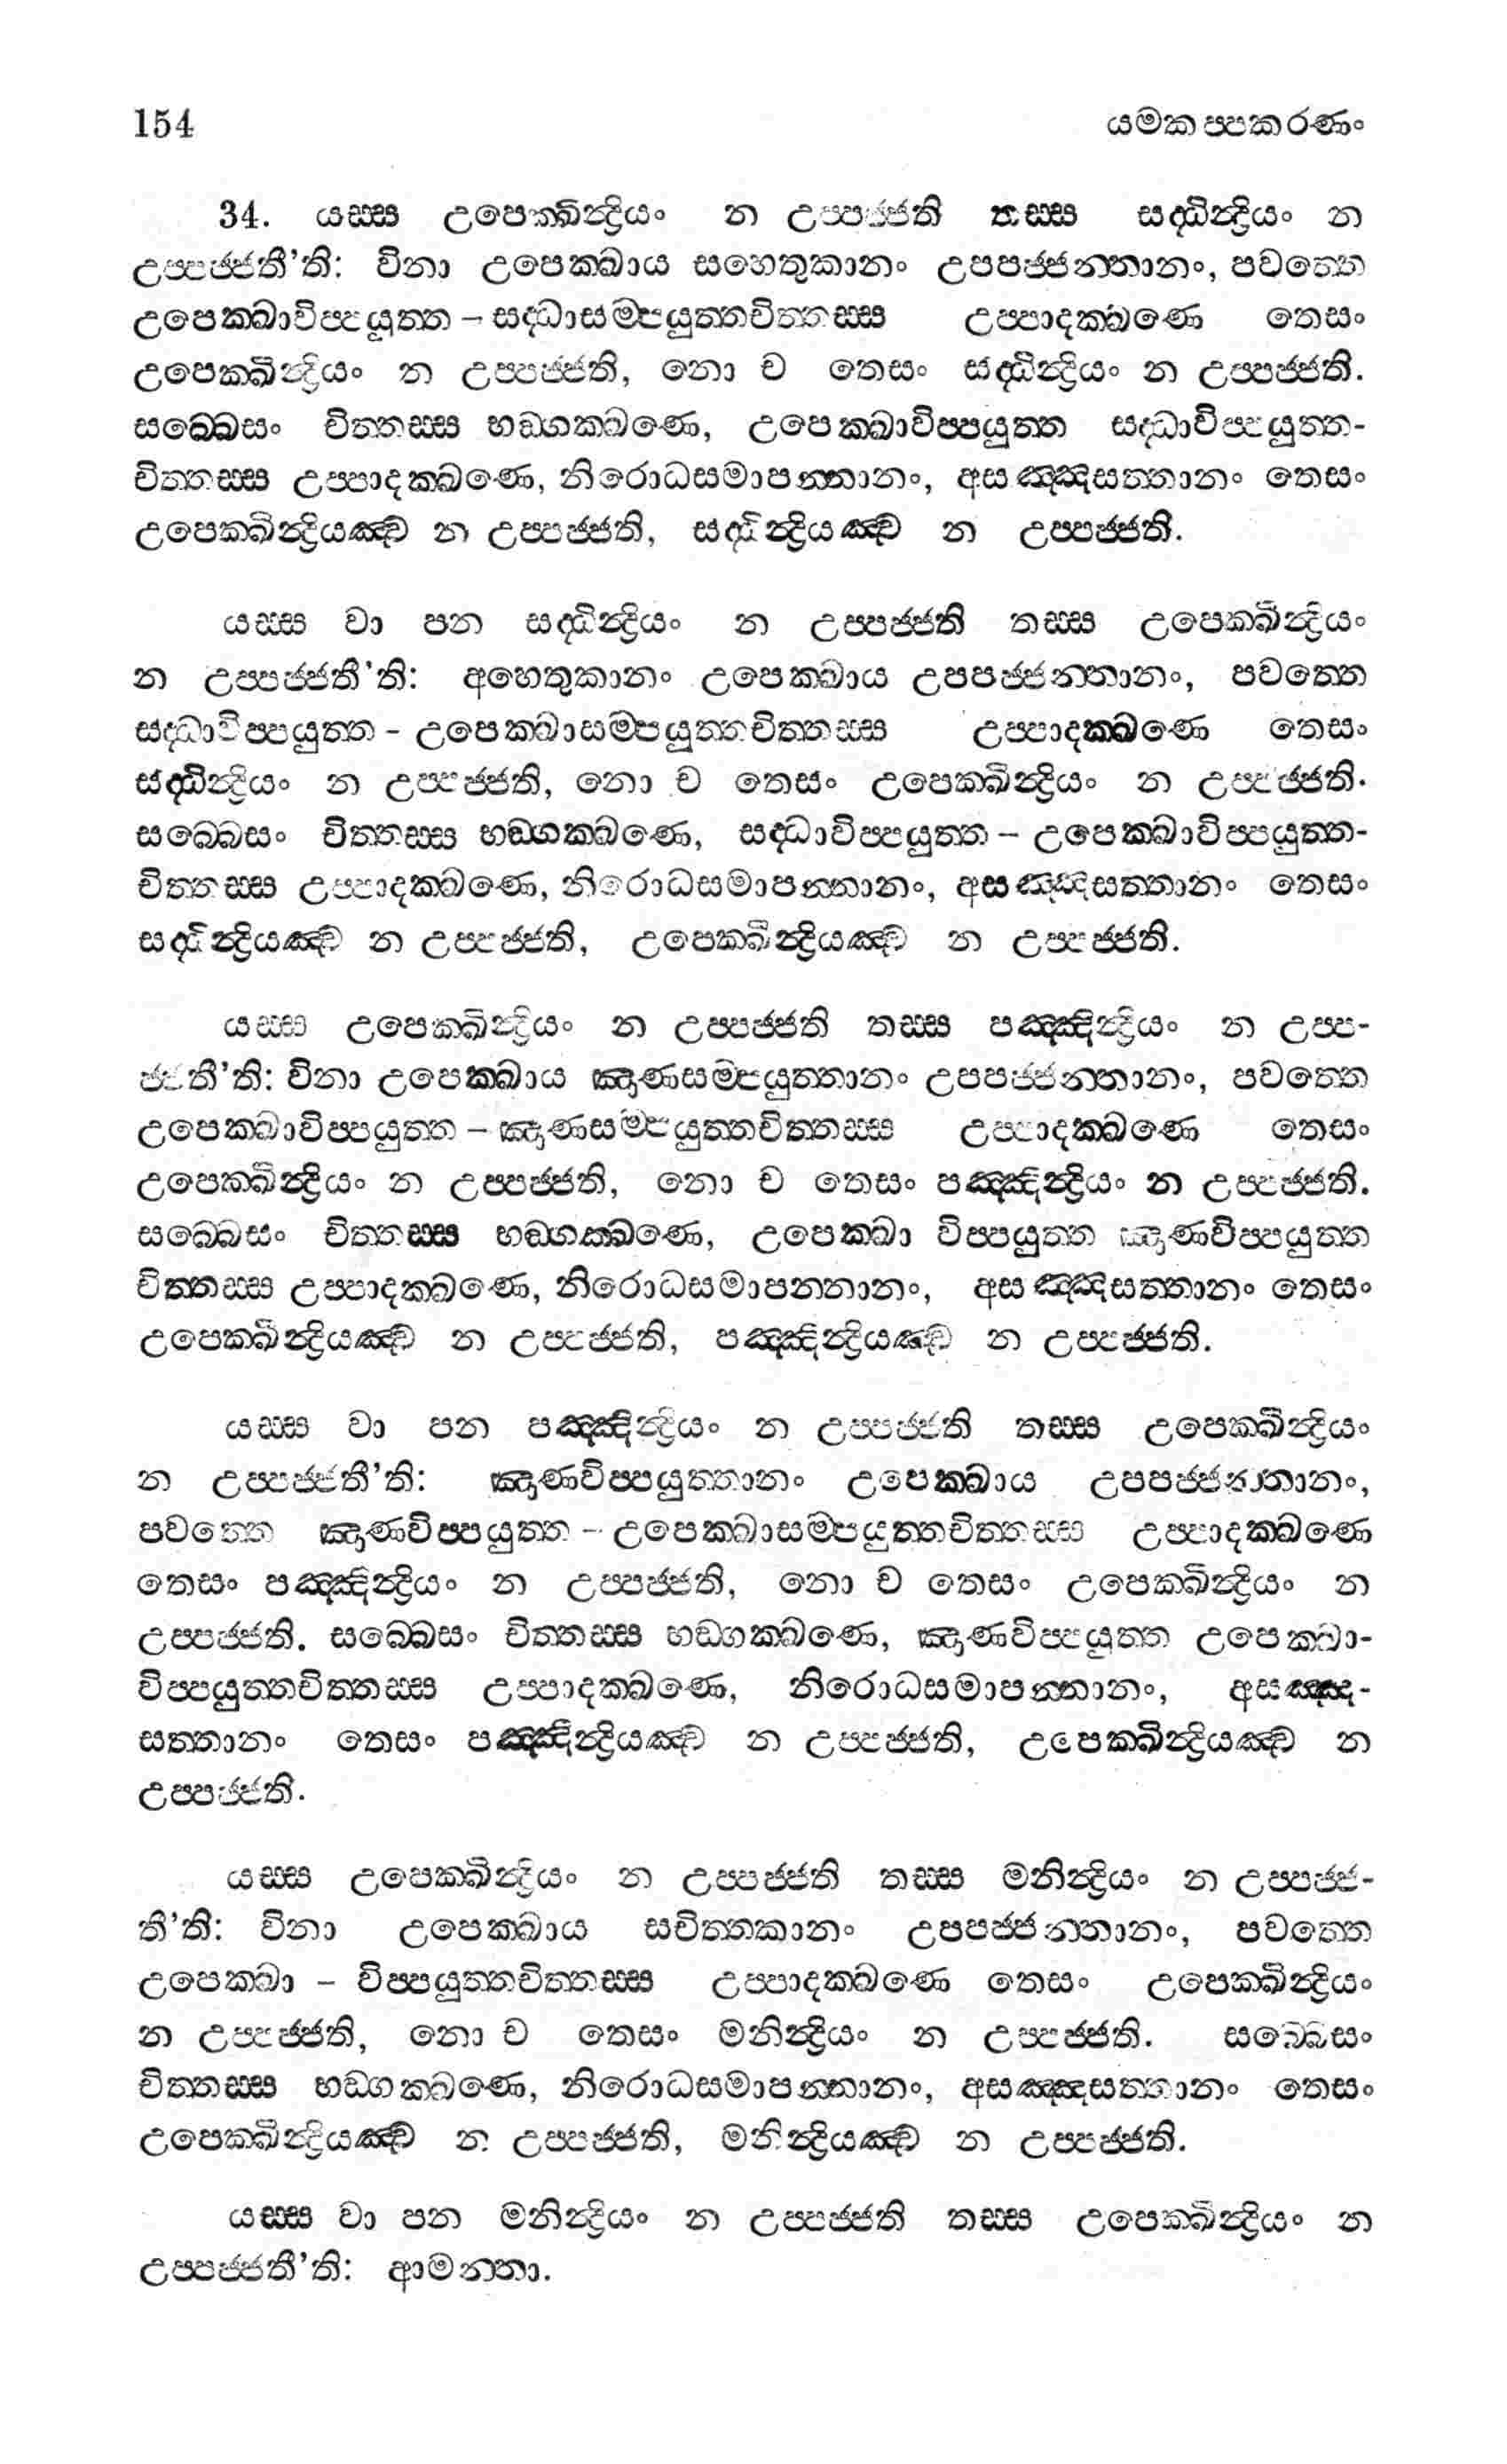 154 යමකප්පකරණං
34. යස්ස උපෙක්ඛින්ද්‍රියං න උප්පජ්ජති තස්ස සද්ධින්ද්‍රියං න
උප්පජ්ජතී’ති: විනා උපෙක්ඛාය සහෙතුකානං උපපජ්ජන්තානං, පවත්තෙ
උපෙක්ඛාවිප්පයුත්ත - සද්ධාසම්පයුත්තචිත්තස්ස උප්පාදක්ඛණෙ තෙසං
උපෙක්ඛින්ද්‍රියං න උප්පජ්ජති, නො ච තෙසං සද්ධින්ද්‍රියං න උප්පජ්ජති.
සබ්බෙසං චිත්තස්ස භඞ්ගක්ඛණෙ, උපෙක්ඛාවිප්පයුත්ත සද්ධාවිප්පයුත්ත-
චිත්තස්ස උප්පාදක්ඛණෙ, නිරොධසමාපන්නානං, අසඤ්ඤසත්තානං තෙසං
උපෙක්ඛින්ද්‍රියඤ්ච න උප්පජ්ජති, සද්ධින්ද්‍රියඤ්ච න උප්පජ්ජති.
යස්ස වා පන සද්ධින්ද්‍රියං න උප්පජ්ජති තස්ස උපෙක්ඛින්ද්‍රියං
න උප්පජ්ජතී’ති: අහෙතුකානං උපෙක්ඛාය උපපජ්ජන්තානං, පවත්තෙ
සද්ධාවිප්පයුත්ත - උපෙක්ඛාසම්පයුත්තචිත්තස්ස උප්පාදක්ඛණෙ තෙසං
සද්ධින්ද්‍රියං න උප්පජ්ජති, නො ච තෙසං උපෙක්ඛින්ද්‍රියං න උප්පජ්ජති.
සබ්බෙසං චිත්තස්ස භඞ්ගක්ඛණෙ, සද්ධාවිප්පයුත්ත - උපෙක්ඛාවිප්පයුත්ත-
චිත්තස්ස උප්පාදක්ඛණෙ, නිරොධසමාපන්නානං, අසඤ්ඤසත්තානං තෙසං
සද්ධින්ද්‍රියඤ්ච න උප්පජ්ජති, උපෙක්ඛින්ද්‍රියඤ්ච න උප්පජ්ජති.
යස්ස උපෙක්ඛින්ද්‍රියං න උප්පජ්ජති තස්ස පඤ්ඤින්ද්‍රියං න උප්ප-
ජ්ජතී’ති: විනා උපෙක්ඛාය ඤාණසම්පයුත්තානං උපපජ්ජන්තානං, පවත්තෙ
උපෙක්ඛාවිප්පයුත්ත - ඤාණසම්පයුත්තචිත්තස්ස උප්පාදක්ඛණෙ තෙසං
උපෙක්ඛින්ද්‍රියං න උප්පජ්ජති, නො ච තෙසං පඤ්ඤින්ද්‍රියං න උප්පජ්ජති.
සබ්බෙසං චිත්තස්ස භඞ්ගක්ඛණෙ, උපෙක්ඛා විප්පයුත්ත ඤාණවිප්පයුත්ත
චිත්තස්ස උප්පාදක්ඛණෙ, නිරොධසමාපන්නානං, අසඤ්ඤසත්තානං තෙසං
උපෙක්ඛින්ද්‍රියඤ්ච න උප්පජ්ජති, පඤ්ඤින්ද්‍රියඤ්ච න උප්පජ්ජති.
යස්ස වා පන පඤ්ඤින්ද්‍රියං න උප්පජ්ජති තස්ස උපෙක්ඛින්ද්‍රියං
න උප්පජ්ජතී’ති: ඤාණවිප්පයුත්තානං උපෙක්ඛාය උපපජ්ජන්තානං,
පවත්තෙ ඤාණවිප්පයුත්ත - උපෙක්ඛාසම්පයුත්තචිත්තස්ස උප්පාදක්ඛණෙ
තෙසං පඤ්ඤින්ද්‍රියං න උප්පජ්ජති, නො ච තෙසං උපෙක්ඛින්ද්‍රියං න
උප්පජ්ජති. සබ්බෙසං චිත්තස්ස භඞ්ගක්ඛණෙ, ඤාණවිප්පයුත්ත උපෙක්ඛා-
විප්පයුත්තචිත්තස්ස උප්පාදක්ඛණෙ, නිරොධසමාපන්නානං, අසඤ්ඤ-
සත්තානං තෙසං පඤ්ඤින්ද්‍රියඤ්ච න උප්පජ්ජති, උපෙක්ඛින්ද්‍රියඤ්ච න
උප්පජ්ජති.
යස්ස උපෙක්ඛින්ද්‍රියං න උප්පජ්ජති තස්ස මනින්ද්‍රියං න උප්පජ්ජ-
තී’ති: විනා උපෙක්ඛාය සචිත්තකානං උපපජ්ජන්තානං, පවත්තෙ
උපෙක්ඛා - විප්පයුත්තචිත්තස්ස උප්පාදක්ඛණෙ තෙසං උපෙක්ඛින්ද්‍රියං
න උප්පජ්ජති, නො ච තෙසං මනින්ද්‍රියං න උප්පජ්ජති. සබ්බෙසං
චිත්තස්ස භඞ්ගක්ඛණෙ, නිරොධසමාපන්නානං, අසඤ්ඤසත්තානං තෙසං
උපෙක්ඛින්ද්‍රියඤ්ච න උප්පජ්ජති, මනින්ද්‍රියඤ්ච න උප්පජ්ජති.
යස්ස වා පන මනින්ද්‍රියං න උප්පජ්ජති තස්ස උපෙක්ඛින්ද්‍රියං න
උප්පජ්ජතී’ති: ආමන්තා.